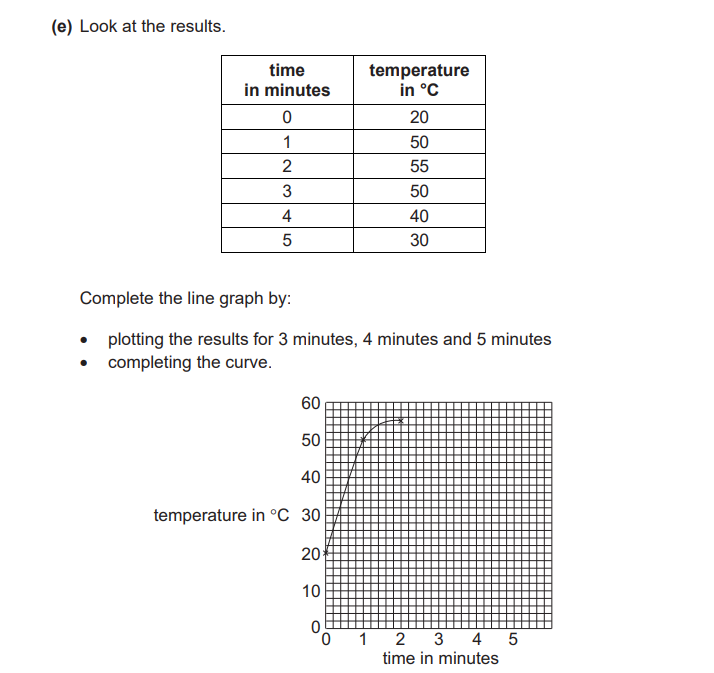 (e) Look at the results.
time
in minutes
temperature
in °C
0 20
1 50
2 55
3 50
4 40
5 30
Complete the line graph by:
• plotting the results for 3 minutes, 4 minutes and 5 minutes
• completing the curve.
60
50
40
temperature in °C 30
20
10
0
0 1 2 3 4 5
time in minutes